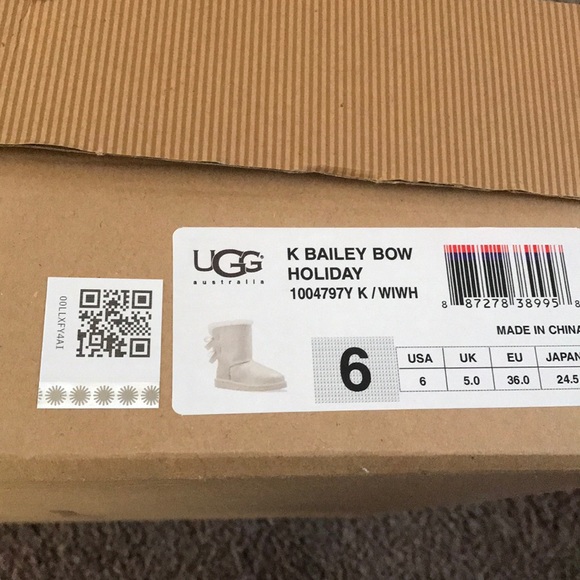 00LLXFY4AI
UGG
australia
K BAILEY BOW
HOLIDAY
1004797Y K / WIWH
8 87278 38995 8
MADE IN CHINA
6
USA UK EU JAPAN
6 5.0 36.0 24.5